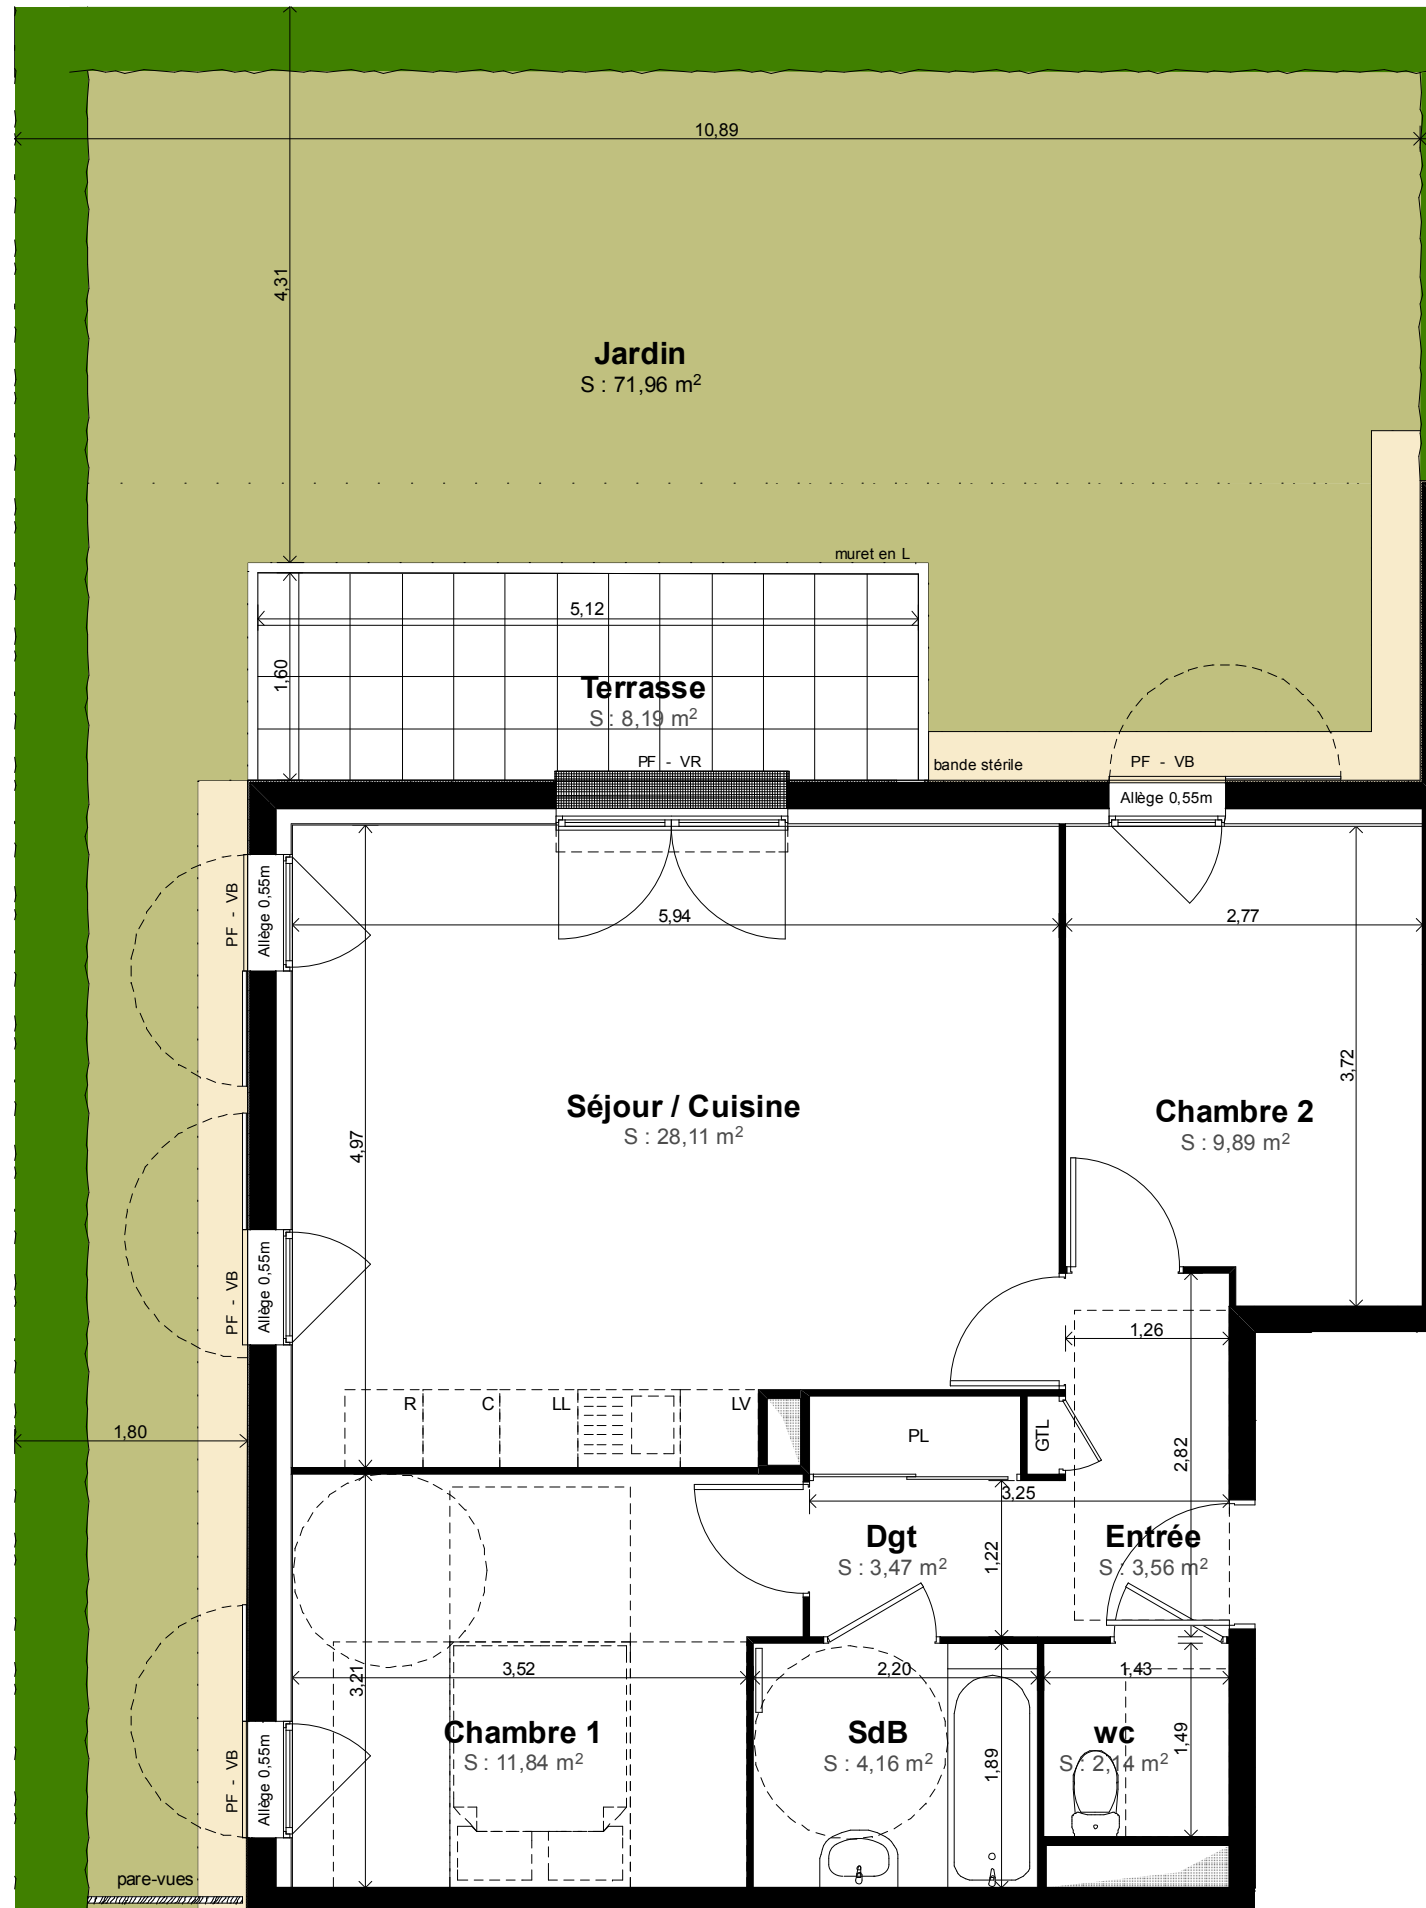 10,89
4,31
Jardin
S : 71,96 m²
muret en L
5,12
1,60
Terrasse
S : 8,19 m²
PF - VR
bande stérile
PF - VB
Allège 0,55m
PF - VB
Allège 0,55m
5,94
2,77
3,72
Séjour / Cuisine
S : 28,11 m²
Chambre 2
S : 9,89 m²
4,97
PF - VB
Allège 0,55m
1,26
R
C
LL
LV
PL
GTL
1,80
2,82
3,25
Dgt
S : 3,47 m²
1,22
Entrée
S : 3,56 m²
3,21
3,52
2,20
1,43
Chambre 1
S : 11,84 m²
SdB
S : 4,16 m²
1,89
wc
S : 2,14 m²
1,49
PF - VB
Allège 0,55m
pare-vues